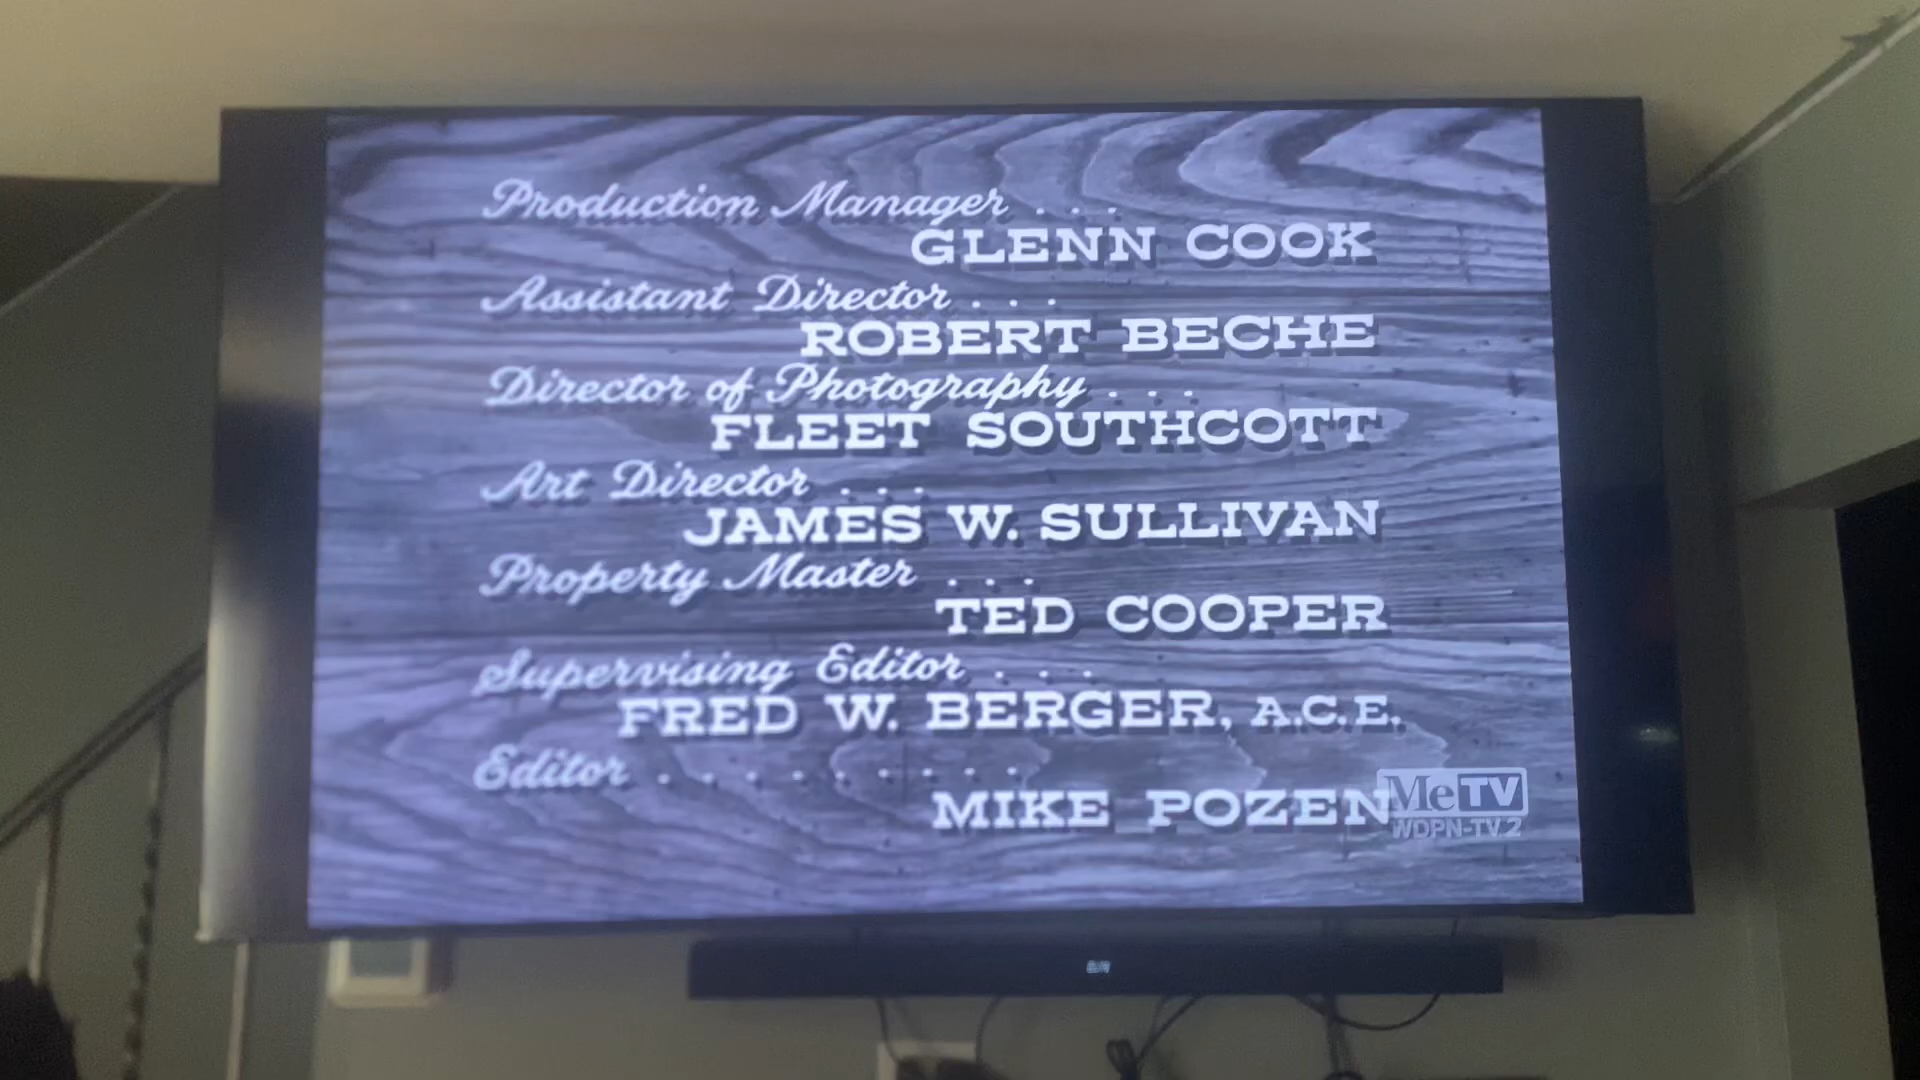 Production Manager . . .
GLENN COOK
Assistant Director . . .
ROBERT BECHE
Director of Photography . . .
FLEET SOUTHCOTT
Art Director . . .
JAMES W. SULLIVAN
Property Master . . .
TED COOPER
Supervising Editor . . .
FRED W. BERGER, A.C.E.
Editor . . . . . . . . .
MIKE POZEN
MeTV
WDPN-TV 2